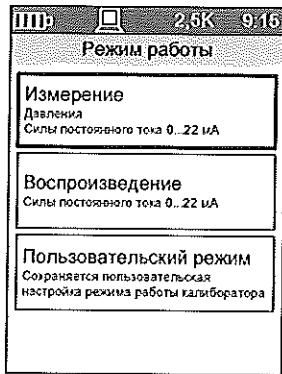 2,5K 9:15
Режим работы
Измерение
Давления
Силы постоянного тока 0...22 мА
Воспроизведение
Силы постоянного тока 0...22 мА
Пользовательский режим
Сохраняется пользовательская
настройка режима работы калибратора